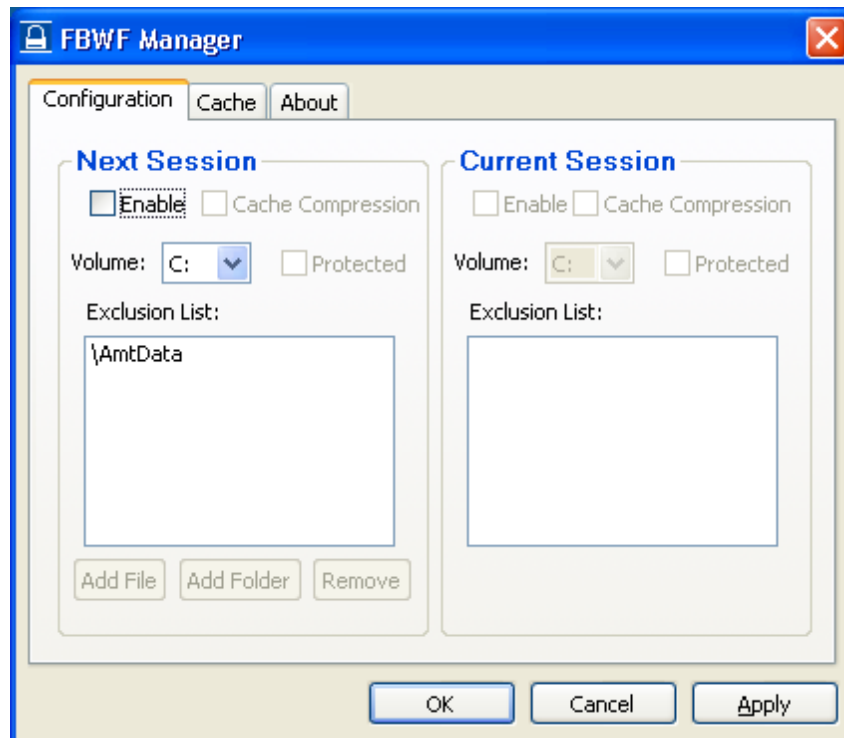 FBWF Manager
Configuration Cache About
Next Session
Enable Cache Compression
Volume: C: Protected
Exclusion List:
\AmtData
Add File Add Folder Remove
Current Session
Enable Cache Compression
Volume: C: Protected
Exclusion List:
OK Cancel Apply